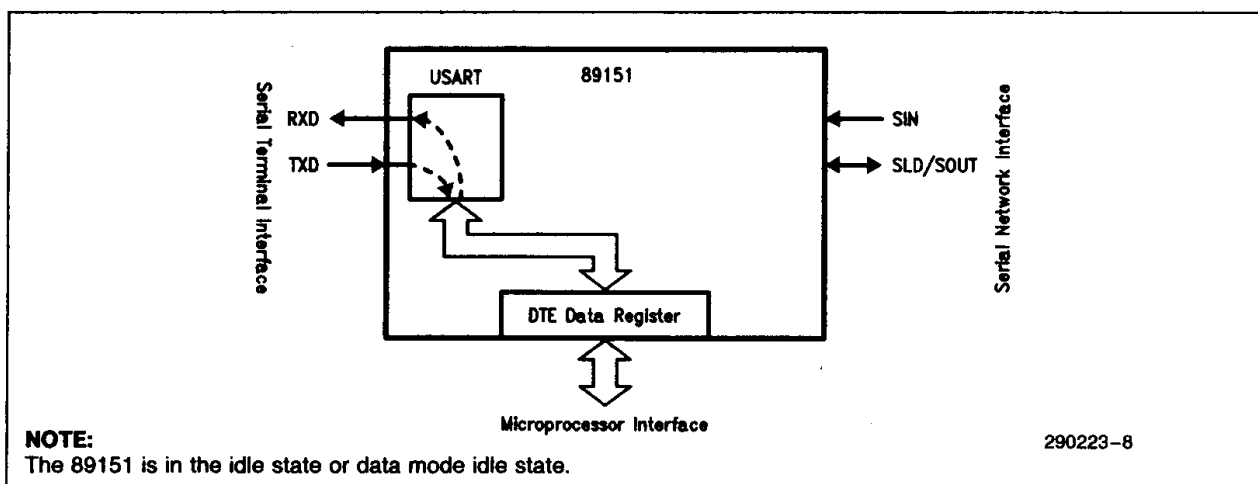 89151
USART
Serial Terminal Interface
RXD
TXD
SIN
SLD/SOUT
Serial Network Interface
DTE Data Register
Microprocessor Interface
290223-8
NOTE:
The 89151 is in the idle state or data mode idle state.